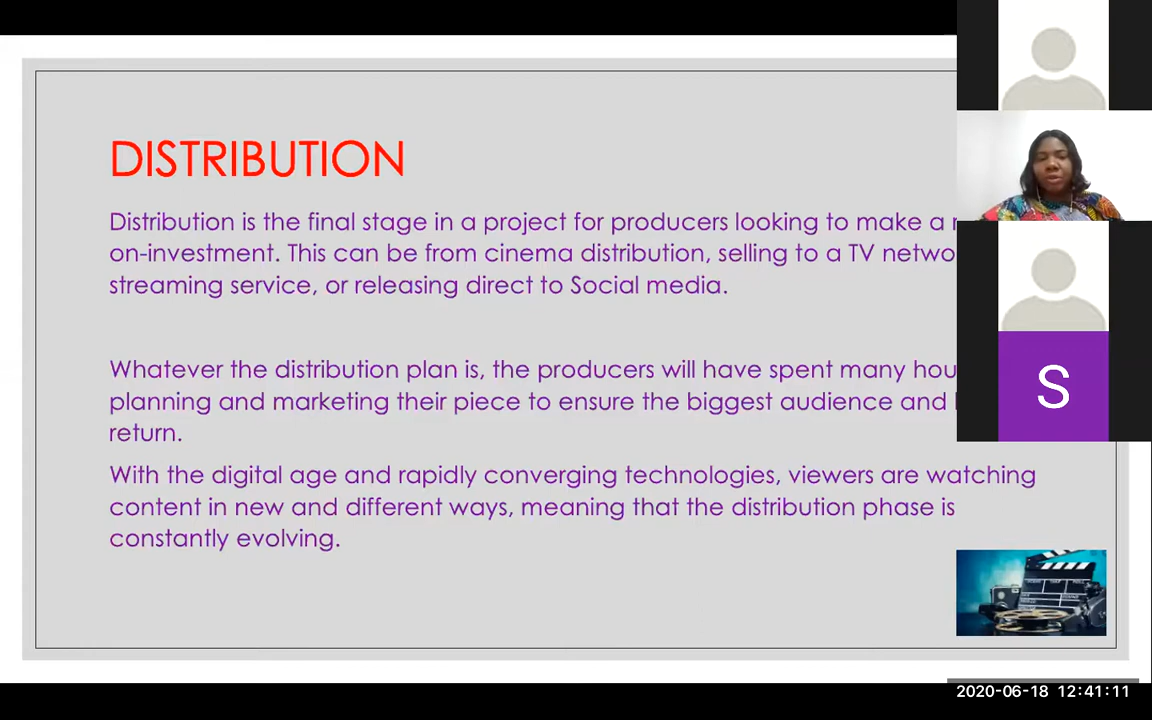 DISTRIBUTION
Distribution is the final stage in a project for producers looking to make a
on-investment. This can be from cinema distribution, selling to a TV
streaming service, or releasing direct to Social media.
Whatever the distribution plan is, the producers will have spent many
planning and marketing their piece to ensure the biggest audience and
return.
With the digital age and rapidly converging technologies, viewers are watching
content in new and different ways, meaning that the distribution phase is
constantly evolving.
S
2020-06-18 12:41:11